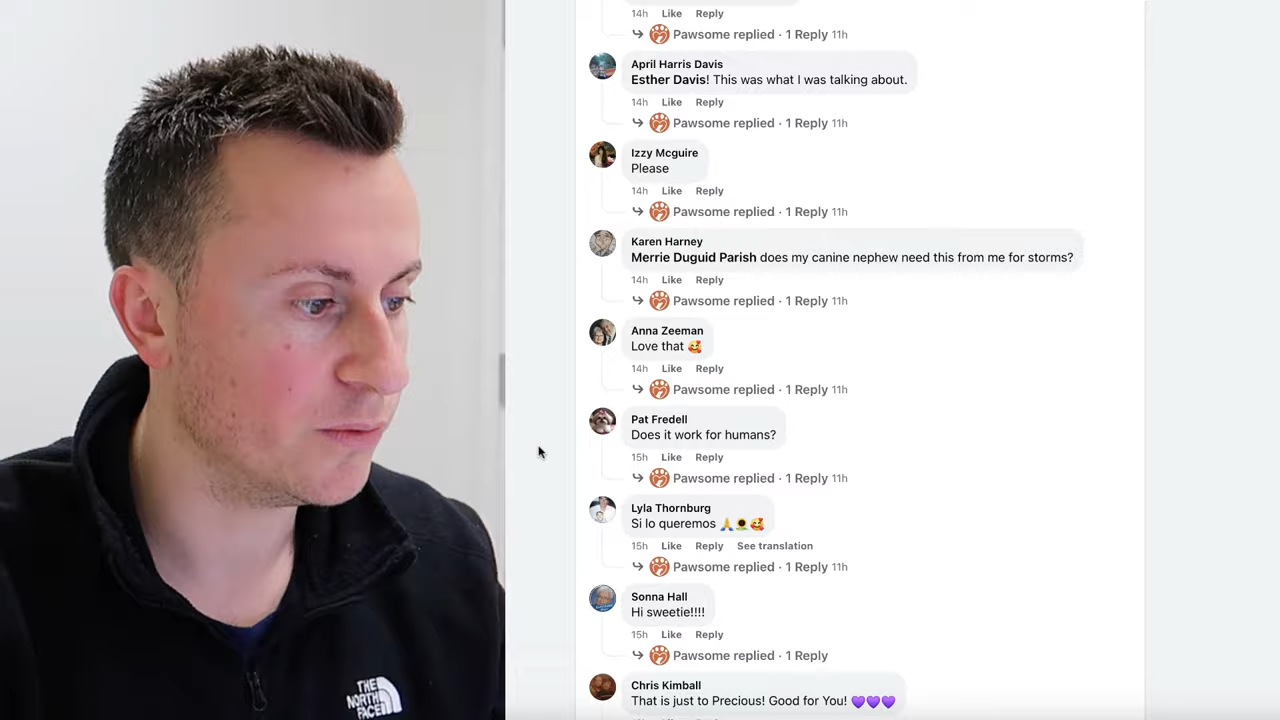 14h Like Reply
Pawsome replied · 1 Reply 11h
April Harris Davis
Esther Davis! This was what I was talking about.
14h Like Reply
Pawsome replied · 1 Reply 11h
Izzy Mcguire
Please
14h Like Reply
Pawsome replied · 1 Reply 11h
Karen Harney
Merrie Duguid Parish does my canine nephew need this from me for storms?
14h Like Reply
Pawsome replied · 1 Reply 11h
Anna Zeeman
Love that 🥰
14h Like Reply
Pawsome replied · 1 Reply 11h
Pat Fredell
Does it work for humans?
15h Like Reply
Pawsome replied · 1 Reply 11h
Lyla Thornburg
Si lo queremos 🙏🌻🥰
15h Like Reply See translation
Pawsome replied · 1 Reply 11h
Sonna Hall
Hi sweetie!!!!
15h Like Reply
Pawsome replied · 1 Reply
Chris Kimball
That is just to Precious! Good for You! 💜💜💜
THE
NORTH
FACE